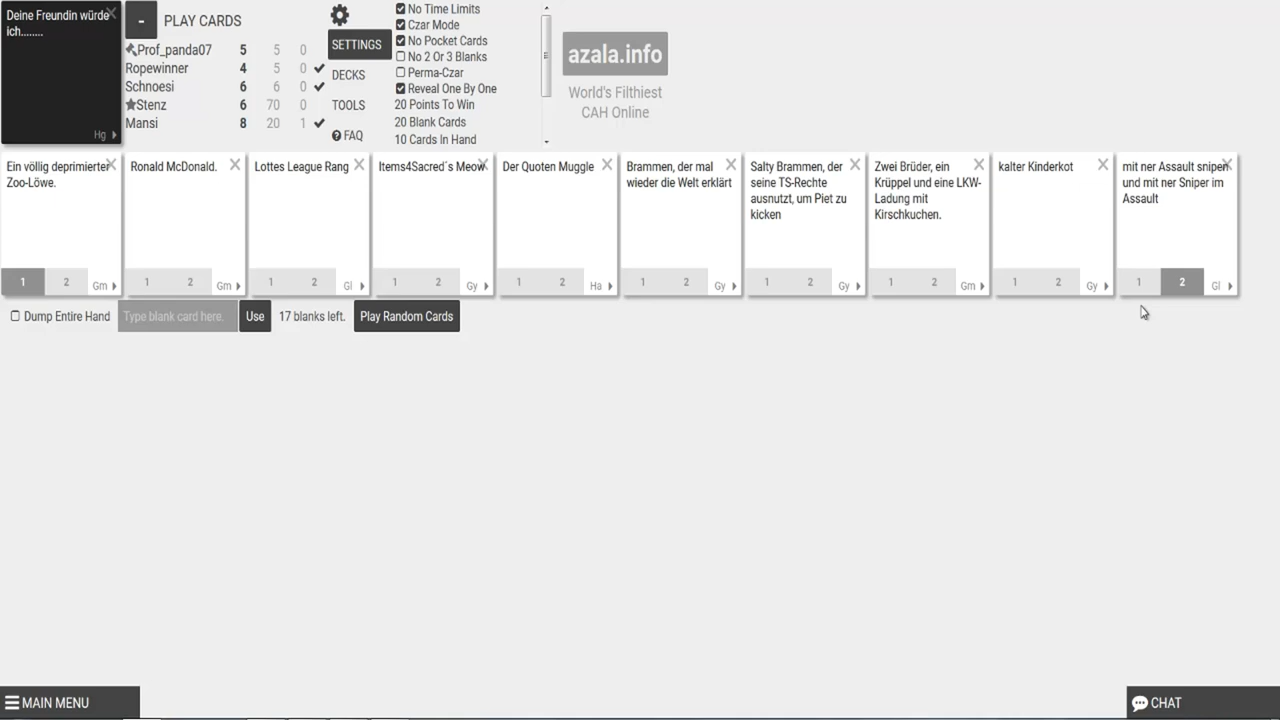 Deine Freundin würde
ich........
Hg
-
PLAY CARDS
Prof_panda07 5 5 0
Ropewinner 4 5 0
Schnoesi 6 6 0
Stenz 6 70 0
Mansi 8 20 1
SETTINGS
DECKS
TOOLS
FAQ
No Time Limits
Czar Mode
No Pocket Cards
No 2 Or 3 Blanks
Perma-Czar
Reveal One By One
20 Points To Win
20 Blank Cards
10 Cards In Hand
azala.info
World's Filthiest
CAH Online
Ein völlig deprimierter
Zoo-Löwe.
1 2 Gm
Ronald McDonald.
1 2 Gm
Lottes League Rang
1 2 Gl
Items4Sacred´s Meow
1 2 Gy
Der Quoten Muggle
1 2 Ha
Brammen, der mal
wieder die Welt erklärt
1 2 Gy
Salty Brammen, der
seine TS-Rechte
ausnutzt, um Piet zu
kicken
1 2 Gy
Zwei Brüder, ein
Krüppel und eine LKW-
Ladung mit
Kirschkuchen.
1 2 Gm
kalter Kinderkot
1 2 Gy
mit ner Assault snipen
und mit ner Sniper im
Assault
1 2 Gl
Dump Entire Hand
Type blank card here.
Use
17 blanks left.
Play Random Cards
MAIN MENU
CHAT